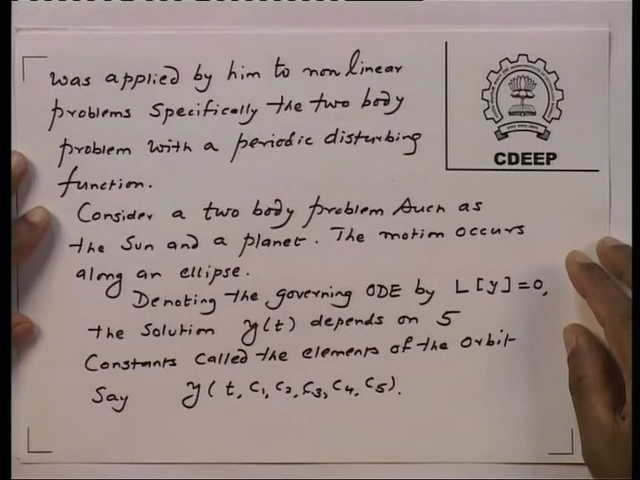 was applied by him to non linear
problems specifically the two body
problem with a periodic disturbing
function.
Consider a two body problem such as
the Sun and a planet. The motion occurs
along an ellipse.
Denoting the governing ODE by L[y]=0,
the solution y(t) depends on 5
Constants called the elements of the orbit
Say y(t, C1, C2, C3, C4, C5).
CDEEP